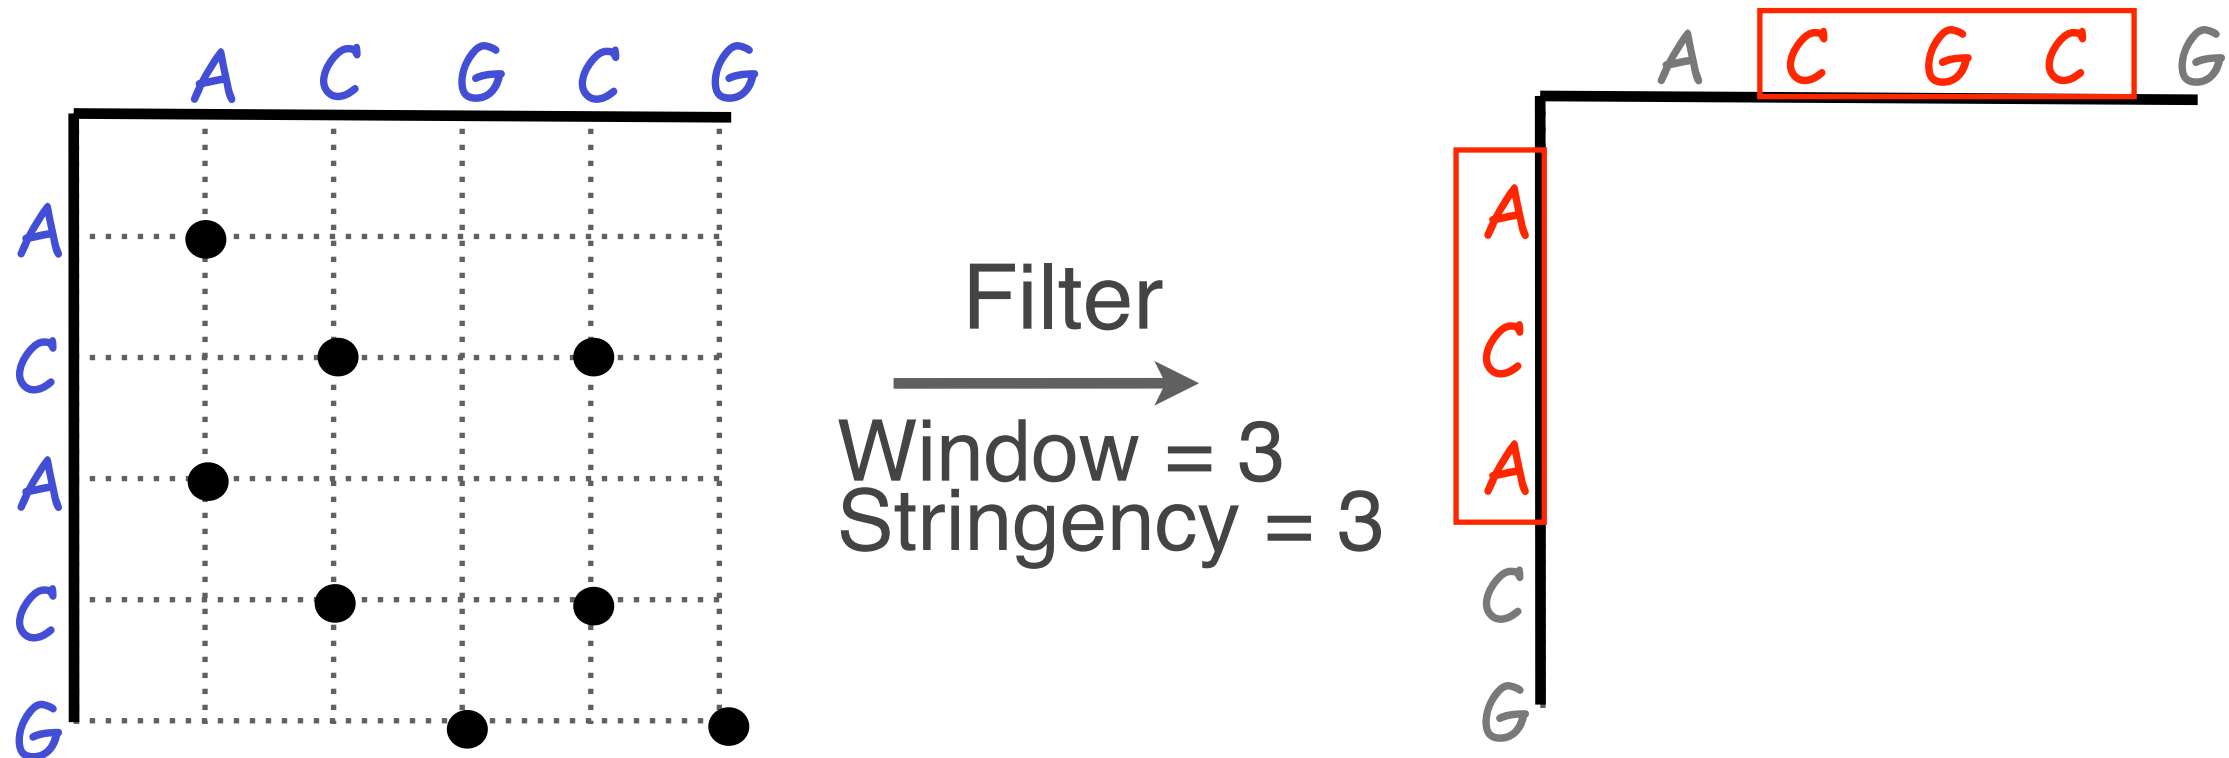 A C G C G
A
C
A
C
G
Filter
Window = 3
Stringency = 3
A C G C G
A
C
A
C
G